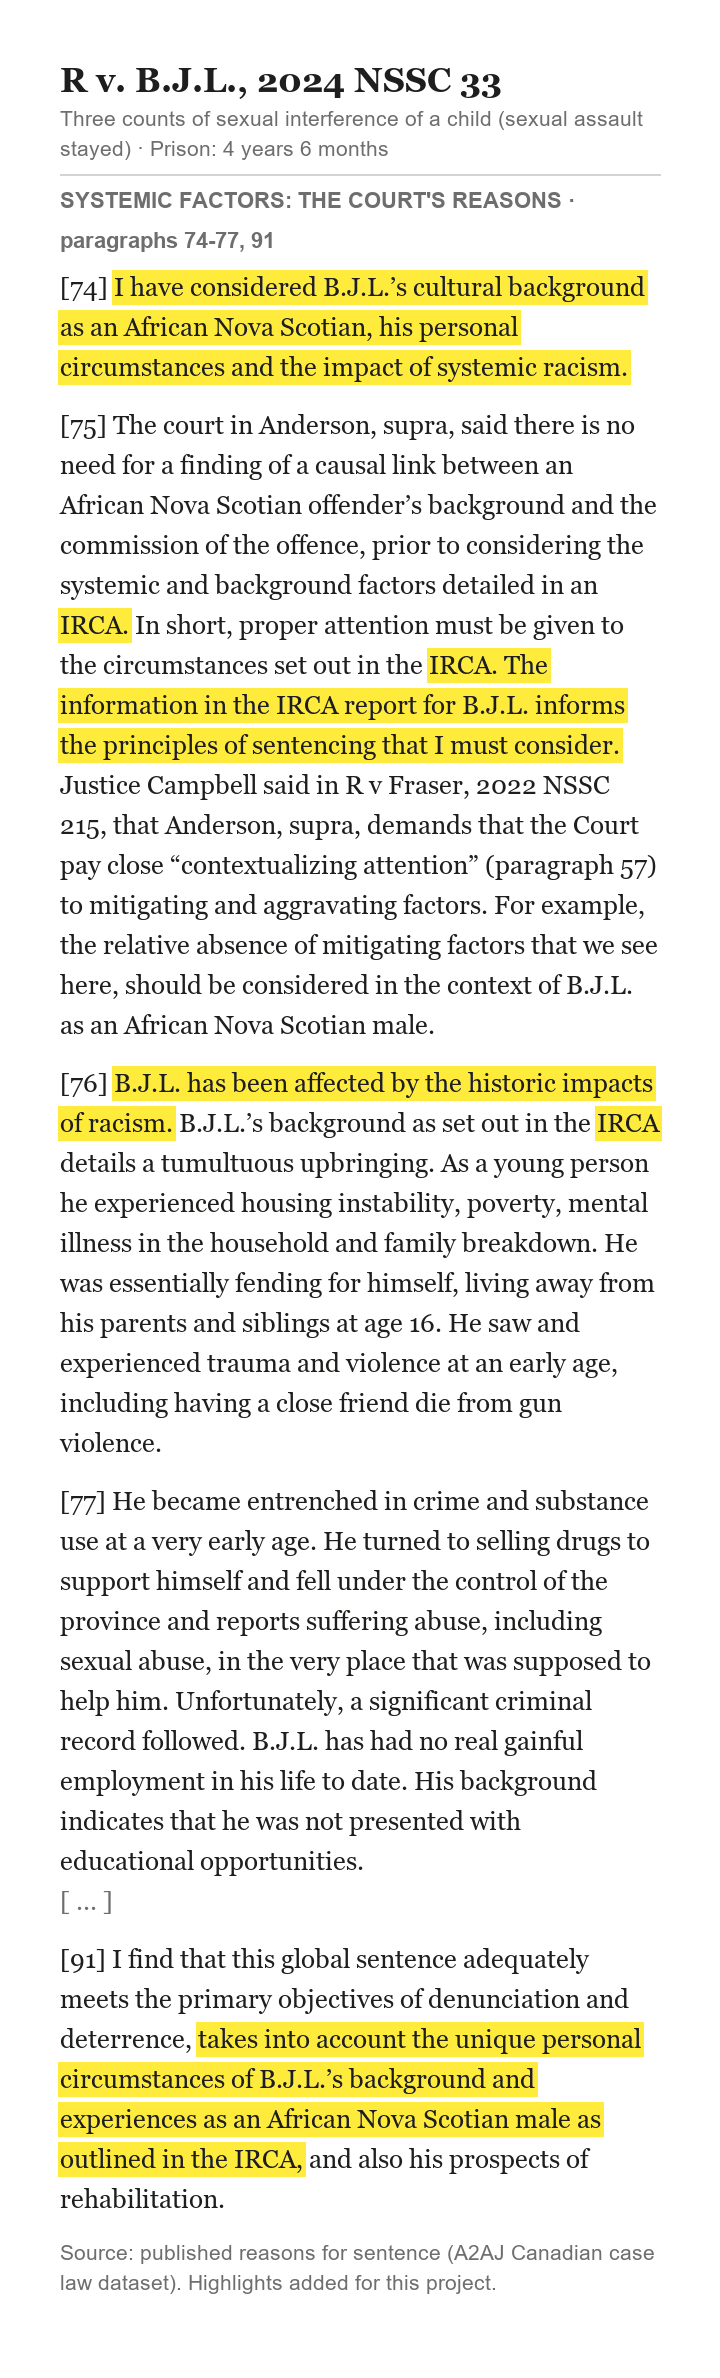 R v. B.J.L., 2024 NSSC 33
Three counts of sexual interference of a child (sexual assault
stayed) · Prison: 4 years 6 months
SYSTEMIC FACTORS: THE COURT'S REASONS ·
paragraphs 74-77, 91
[74] I have considered B.J.L.’s cultural background
as an African Nova Scotian, his personal
circumstances and the impact of systemic racism.
[75] The court in Anderson, supra, said there is no
need for a finding of a causal link between an
African Nova Scotian offender’s background and the
commission of the offence, prior to considering the
systemic and background factors detailed in an
IRCA. In short, proper attention must be given to
the circumstances set out in the IRCA. The
information in the IRCA report for B.J.L. informs
the principles of sentencing that I must consider.
Justice Campbell said in R v Fraser, 2022 NSSC
215, that Anderson, supra, demands that the Court
pay close “contextualizing attention” (paragraph 57)
to mitigating and aggravating factors. For example,
the relative absence of mitigating factors that we see
here, should be considered in the context of B.J.L.
as an African Nova Scotian male.
[76] B.J.L. has been affected by the historic impacts
of racism. B.J.L.’s background as set out in the IRCA
details a tumultuous upbringing. As a young person
he experienced housing instability, poverty, mental
illness in the household and family breakdown. He
was essentially fending for himself, living away from
his parents and siblings at age 16. He saw and
experienced trauma and violence at an early age,
including having a close friend die from gun
violence.
[77] He became entrenched in crime and substance
use at a very early age. He turned to selling drugs to
support himself and fell under the control of the
province and reports suffering abuse, including
sexual abuse, in the very place that was supposed to
help him. Unfortunately, a significant criminal
record followed. B.J.L. has had no real gainful
employment in his life to date. His background
indicates that he was not presented with
educational opportunities.
[ ... ]
[91] I find that this global sentence adequately
meets the primary objectives of denunciation and
deterrence, takes into account the unique personal
circumstances of B.J.L.’s background and
experiences as an African Nova Scotian male as
outlined in the IRCA, and also his prospects of
rehabilitation.
Source: published reasons for sentence (A2AJ Canadian case
law dataset). Highlights added for this project.